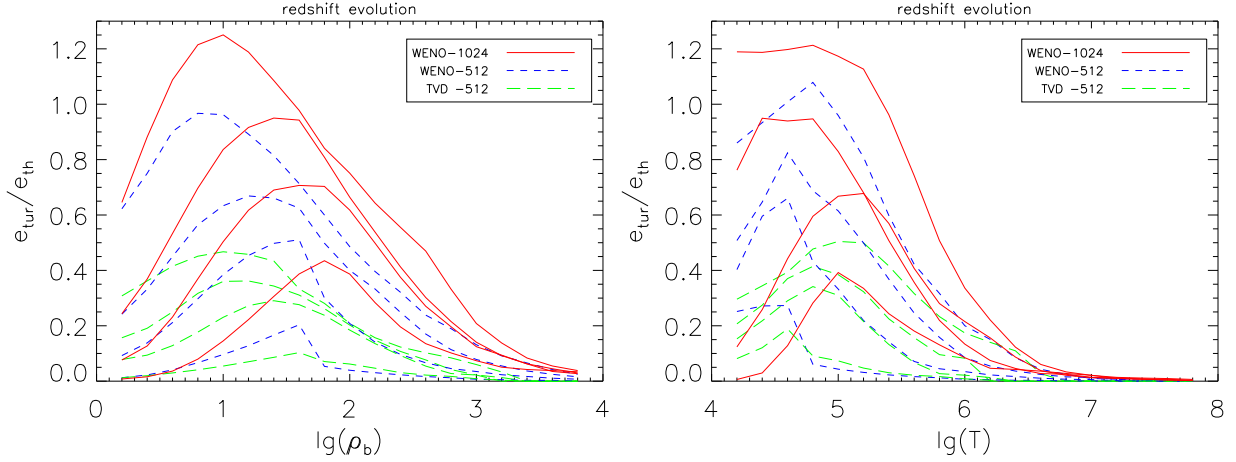 redshift evolution
WENO-1024
WENO-512
TVD -512
e_tur/e_th
1.2
1.0
0.8
0.6
0.4
0.2
0.0
0 1 2 3 4
lg(ρ_b)
redshift evolution
WENO-1024
WENO-512
TVD -512
e_tur/e_th
1.2
1.0
0.8
0.6
0.4
0.2
0.0
4 5 6 7 8
lg(T)